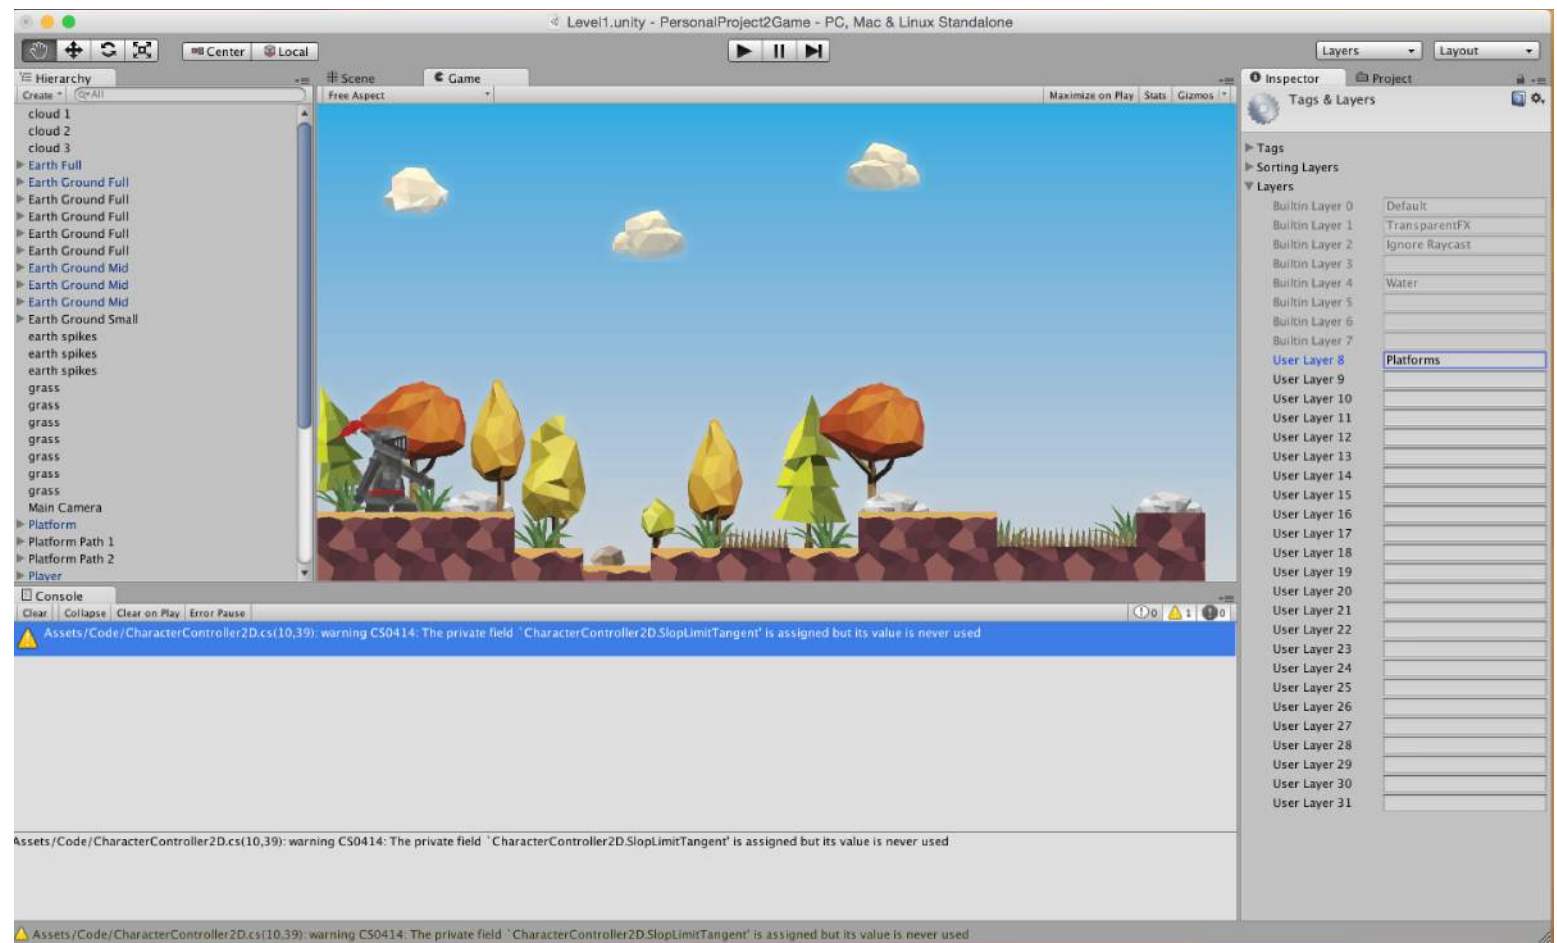 Level1.unity - PersonalProject2Game - PC, Mac & Linux Standalone
Center Local Layers Layout
Hierarchy
Create All
cloud 1
cloud 2
cloud 3
Earth Full
Earth Ground Full
Earth Ground Full
Earth Ground Full
Earth Ground Full
Earth Ground Full
Earth Ground Mid
Earth Ground Mid
Earth Ground Mid
Earth Ground Small
earth spikes
earth spikes
earth spikes
grass
grass
grass
grass
grass
grass
grass
Main Camera
Platform
Platform Path 1
Platform Path 2
Player
Scene Game
Free Aspect Maximize on Play Stats Gizmos
Inspector Project
Tags & Layers
Tags
Sorting Layers
Layers
Builtin Layer 0 Default
Builtin Layer 1 TransparentFX
Builtin Layer 2 Ignore Raycast
Builtin Layer 3
Builtin Layer 4 Water
Builtin Layer 5
Builtin Layer 6
Builtin Layer 7
User Layer 8 Platforms
User Layer 9
User Layer 10
User Layer 11
User Layer 12
User Layer 13
User Layer 14
User Layer 15
User Layer 16
User Layer 17
User Layer 18
User Layer 19
User Layer 20
User Layer 21
User Layer 22
User Layer 23
User Layer 24
User Layer 25
User Layer 26
User Layer 27
User Layer 28
User Layer 29
User Layer 30
User Layer 31
Console
Clear Collapse Clear on Play Error Pause 0 1 0
Assets/Code/CharacterController2D.cs(10,39): warning CS0414: The private field `CharacterController2D.SlopLimitTangent' is assigned but its value is never used
Assets/Code/CharacterController2D.cs(10,39): warning CS0414: The private field `CharacterController2D.SlopLimitTangent' is assigned but its value is never used
Assets/Code/CharacterController2D.cs(10,39): warning CS0414: The private field `CharacterController2D.SlopLimitTangent' is assigned but its value is never used